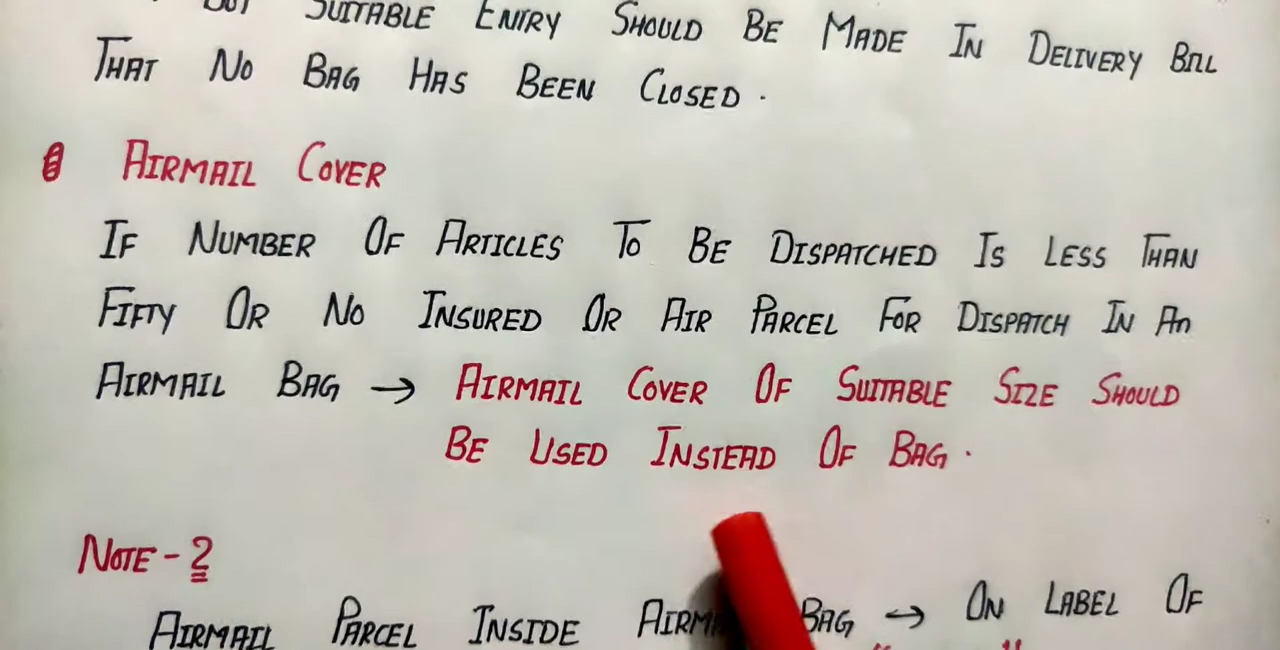 BUT SUITABLE ENTRY SHOULD BE MADE IN DELIVERY BILL
THAT NO BAG HAS BEEN CLOSED.
AIRMAIL COVER
IF NUMBER OF ARTICLES TO BE DISPATCHED IS LESS THAN
FIFTY OR NO INSURED OR AIR PARCEL FOR DISPATCH IN An
AIRMAIL BAG → AIRMAIL COVER OF SUITABLE SIZE SHOULD
BE USED INSTEAD OF BAG.
NOTE - 2
AIRMAIL PARCEL INSIDE BAG → ON LABEL OF